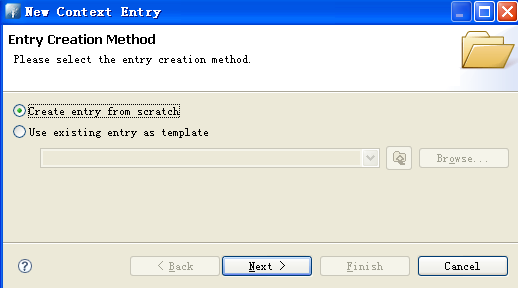 New Context Entry
Entry Creation Method
Please select the entry creation method.
Create entry from scratch
Use existing entry as template
Browse...
?
< Back
Next >
Finish
Cancel